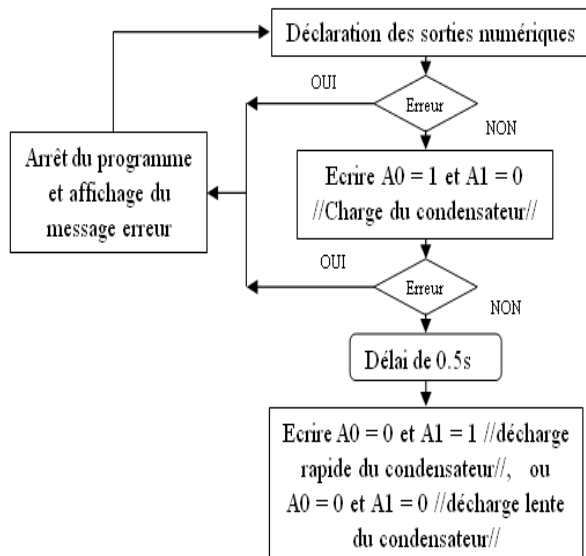 Déclaration des sorties numériques
OUI
Erreur
NON
Arrêt du programme
et affichage du
message erreur
Ecrire A0 = 1 et A1 = 0
//Charge du condensateur//
OUI
Erreur
NON
Délai de 0.5s
Ecrire A0 = 0 et A1 = 1 //décharge
rapide du condensateur//, ou
A0 = 0 et A1 = 0 //décharge lente
du condensateur//